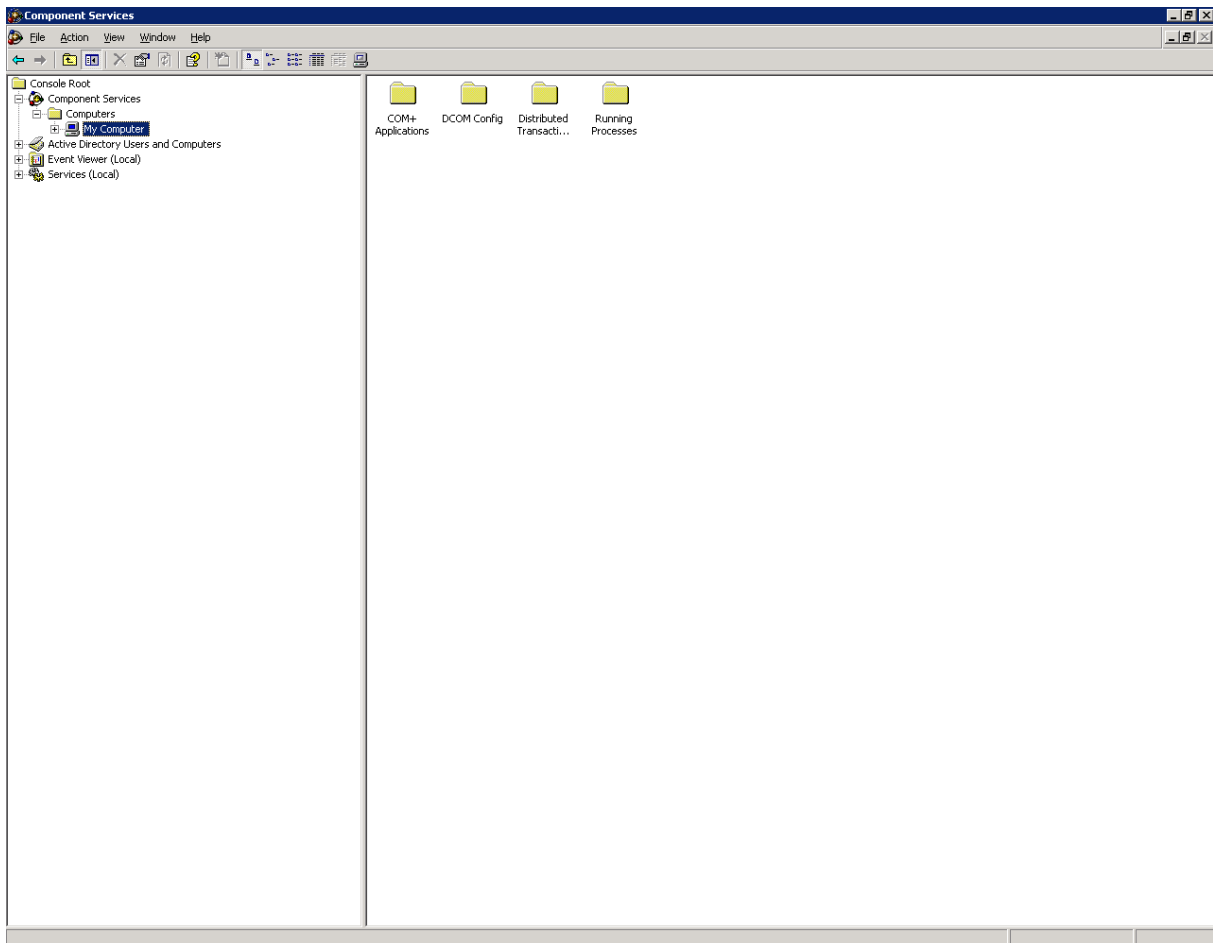 Component Services
File Action View Window Help
Console Root
Component Services
Computers
My Computer
Active Directory Users and Computers
Event Viewer (Local)
Services (Local)
COM+
Applications
DCOM Config
Distributed
Transacti...
Running
Processes